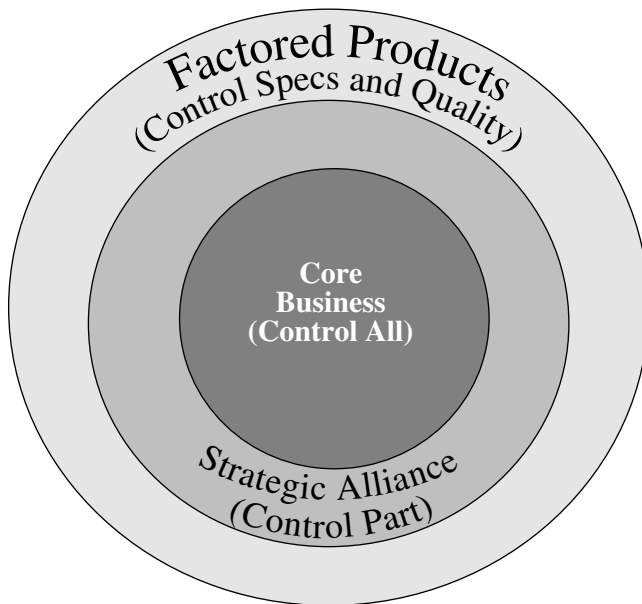 Factored Products
(Control Specs and Quality)
Core
Business
(Control All)
Strategic Alliance
(Control Part)